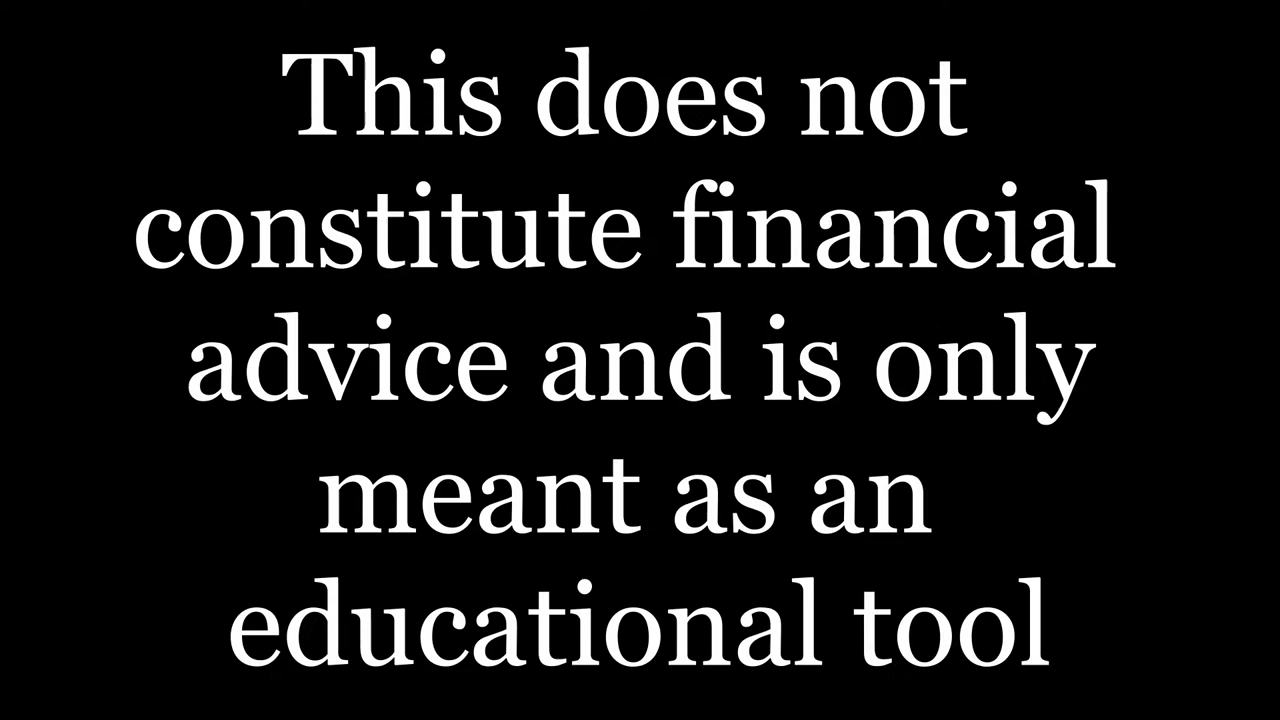 This does not
constitute financial
advice and is only
meant as an
educational tool